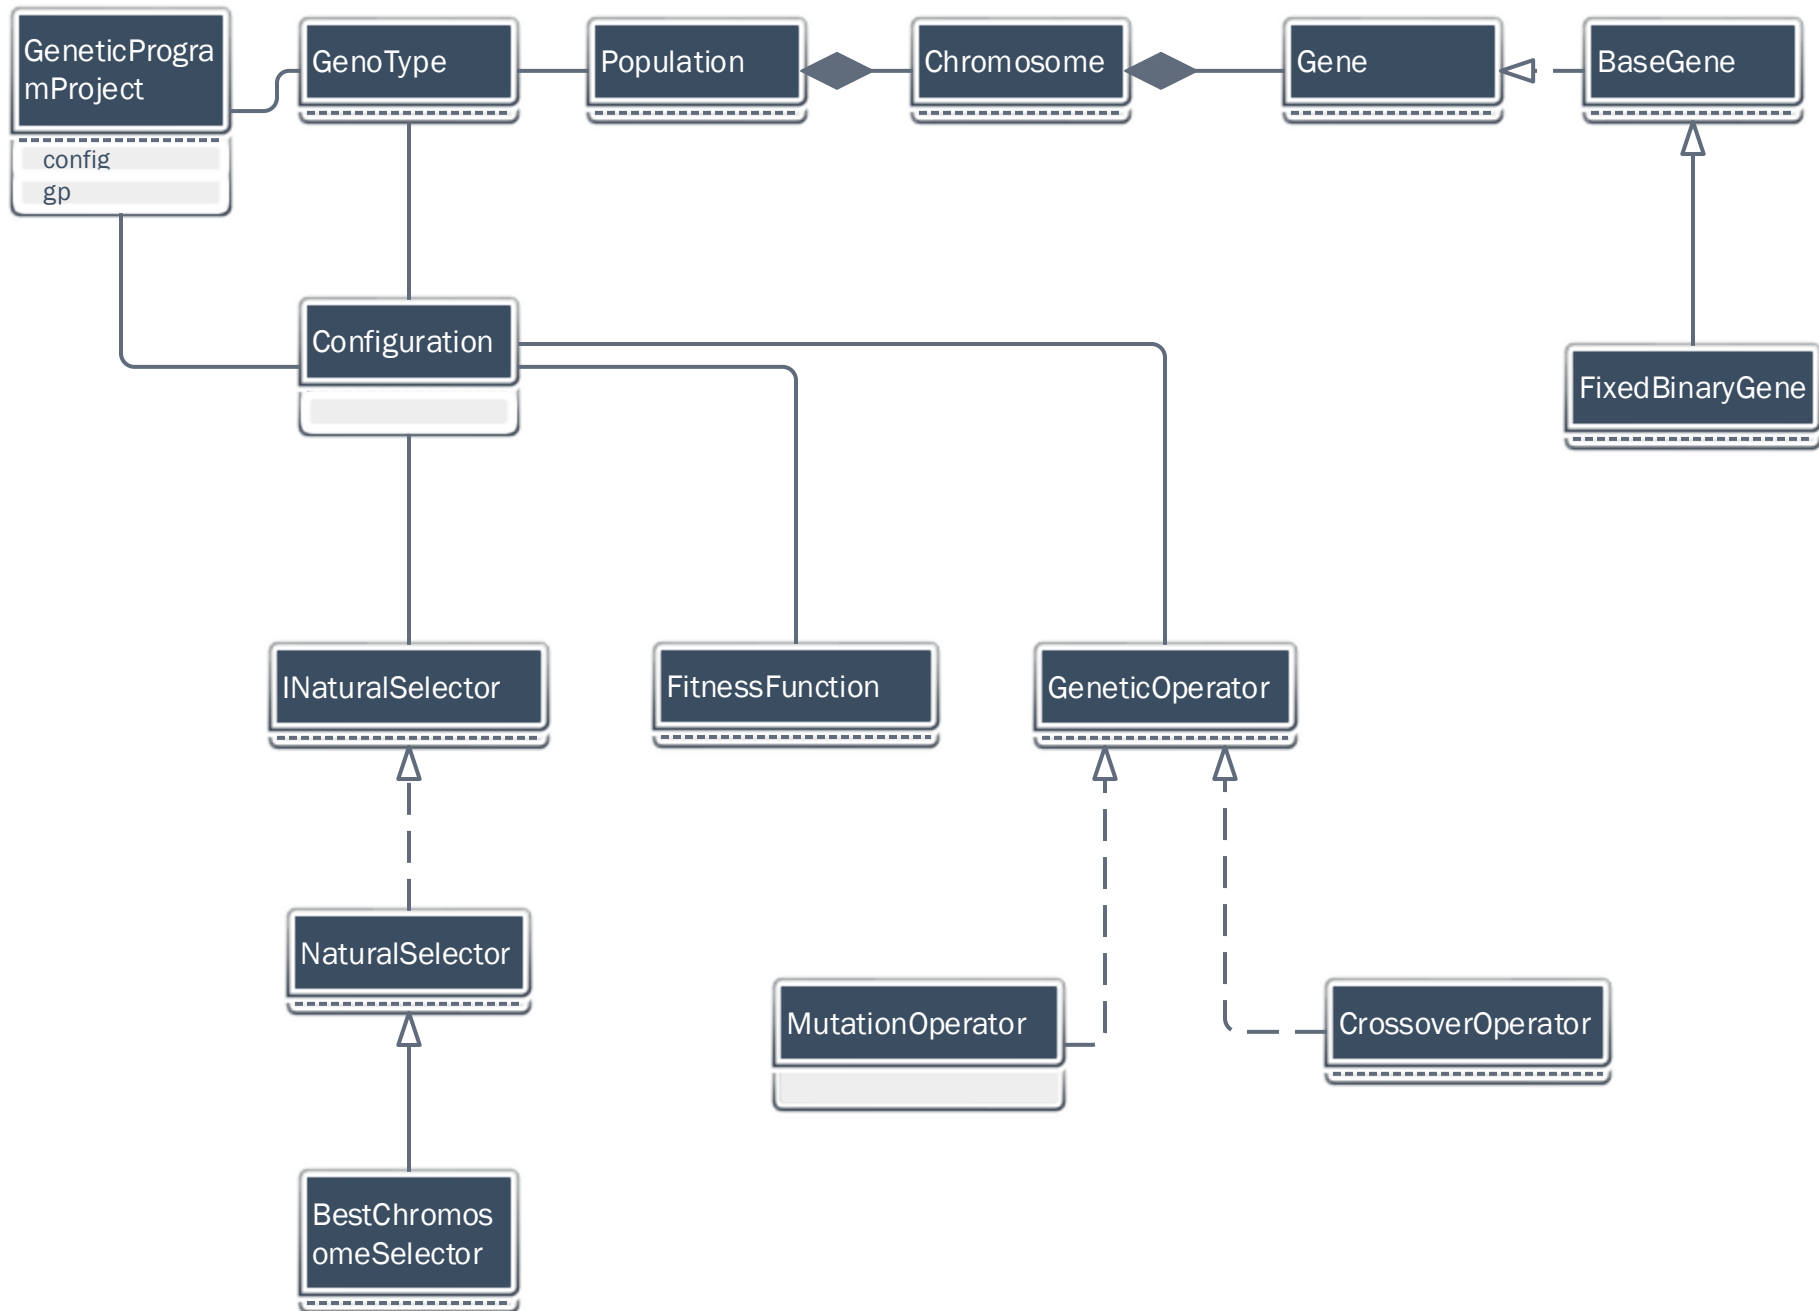 GeneticProgra
mProject
config
gp
GenoType
Population
Chromosome
Gene
BaseGene
Configuration
FixedBinaryGene
INaturalSelector
FitnessFunction
GeneticOperator
NaturalSelector
MutationOperator
CrossoverOperator
BestChromos
omeSelector